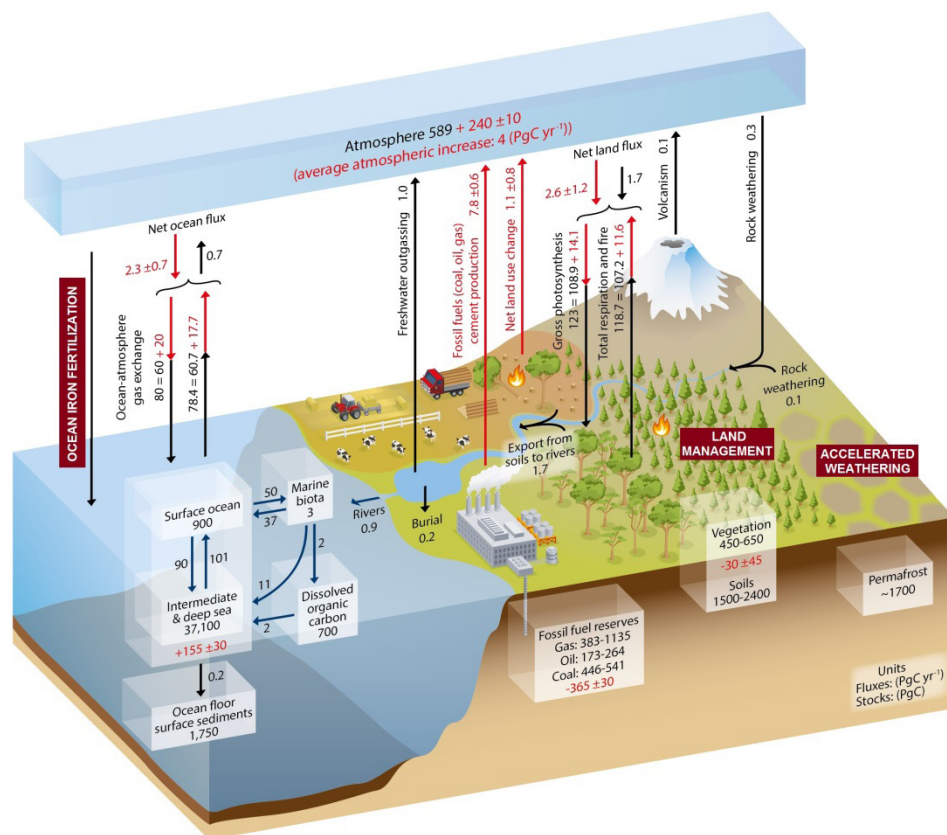 Atmosphere 589 + 240 ±10
(average atmospheric increase: 4 (PgC yr⁻¹))
Net ocean flux
2.3 ±0.7
0.7
OCEAN IRON FERTILIZATION
Ocean-atmosphere
gas exchange
80 = 60 + 20
78.4 = 60.7 + 17.7
Freshwater outgassing 1.0
Fossil fuels (coal, oil, gas)
cement production 7.8 ±0.6
Net land use change 1.1 ±0.8
Net land flux
2.6 ±1.2
1.7
Gross photosynthesis
123 = 108.9 + 14.1
Total respiration and fire
118.7 = 107.2 + 11.6
Volcanism 0.1
Rock weathering 0.3
Rock
weathering
0.1
Export from
soils to rivers
1.7
LAND
MANAGEMENT
ACCELERATED
WEATHERING
Surface ocean
900
50
37
Marine
biota
3
Rivers
0.9
Burial
0.2
90
101
11
2
Intermediate
& deep sea
37,100
+155 ±30
2
Dissolved
organic
carbon
700
0.2
Ocean floor
surface sediments
1,750
Fossil fuel reserves
Gas: 383-1135
Oil: 173-264
Coal: 446-541
-365 ±30
Vegetation
450-650
-30 ±45
Soils
1500-2400
Permafrost
~1700
Units
Fluxes: (PgC yr⁻¹)
Stocks: (PgC)